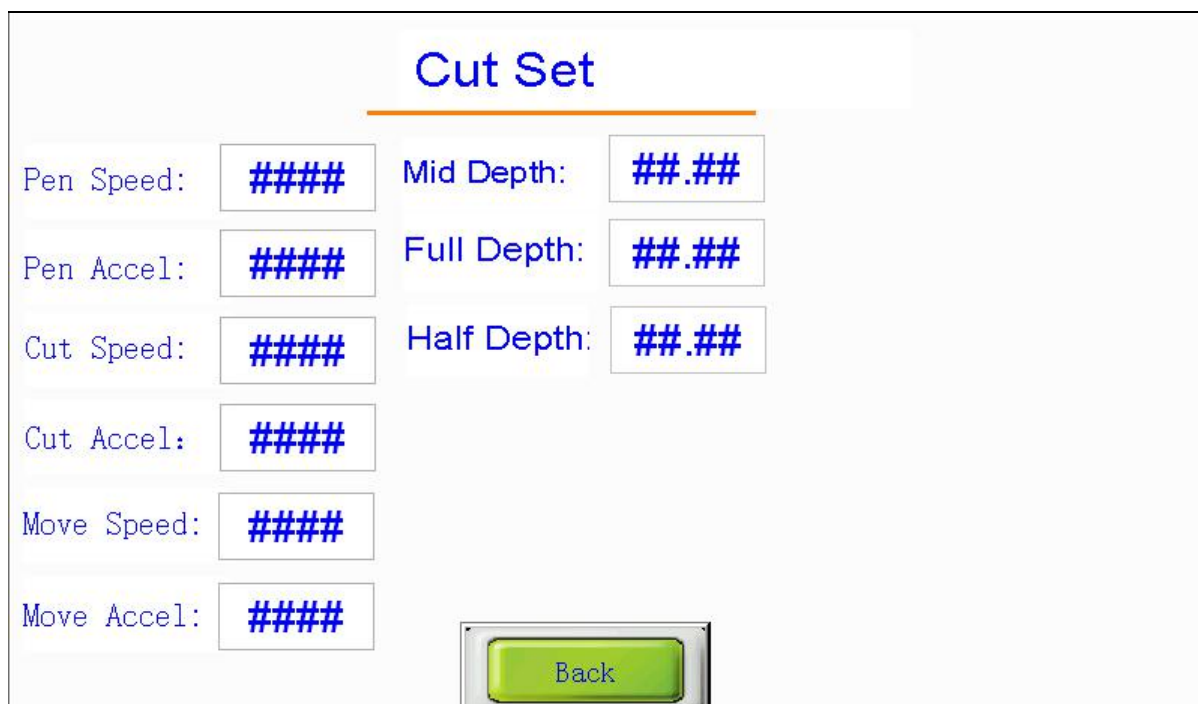 Cut Set
Pen Speed: #### Mid Depth: ##.##
Pen Accel: #### Full Depth: ##.##
Cut Speed: #### Half Depth: ##.##
Cut Accel: ####
Move Speed: ####
Move Accel: ####
Back